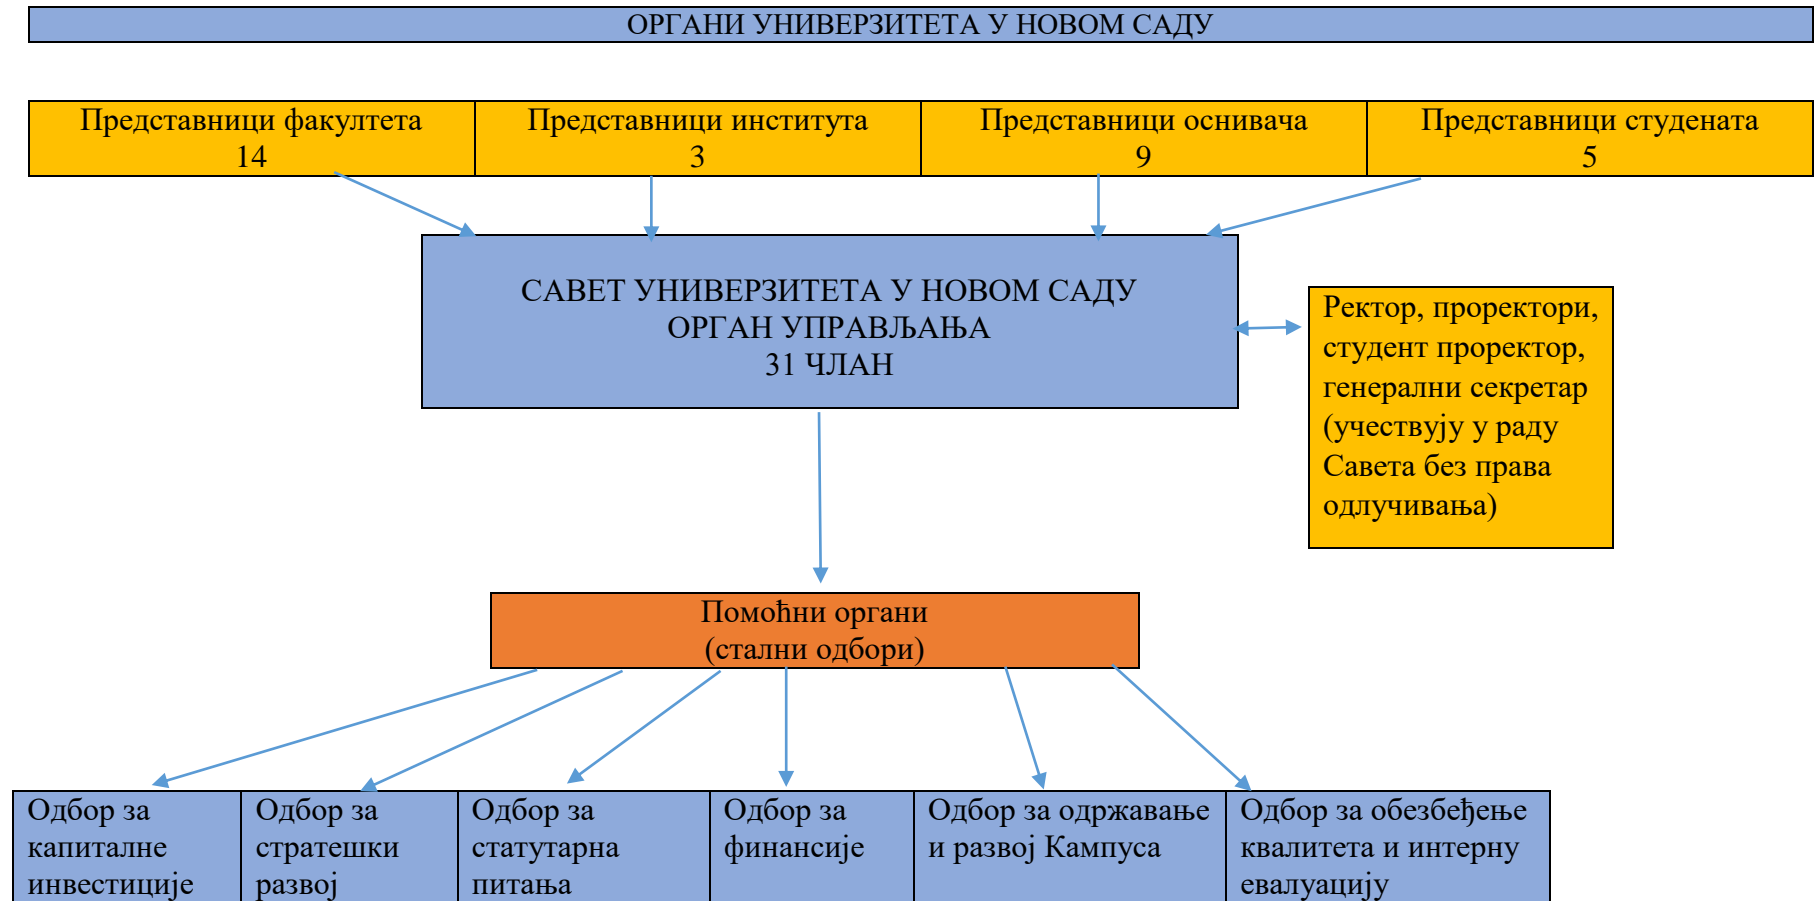 ОРГАНИ УНИВЕРЗИТЕТА У НОВОМ САДУ
Представници факултета
14
Представници института
3
Представници оснивача
9
Представници студената
5
САВЕТ УНИВЕРЗИТЕТА У НОВОМ САДУ
ОРГАН УПРАВЉАЊА
31 ЧЛАН
Ректор, проректори,
студент проректор,
генерални секретар
(учествују у раду
Савета без права
одлучивања)
Помоћни органи
(стални одбори)
Одбор за
капиталне
инвестиције
Одбор за
стратешки
развој
Одбор за
статутарна
питања
Одбор за
финансије
Одбор за одржавање
и развој Кампуса
Одбор за обезбеђење
квалитета и интерну
евалуацију